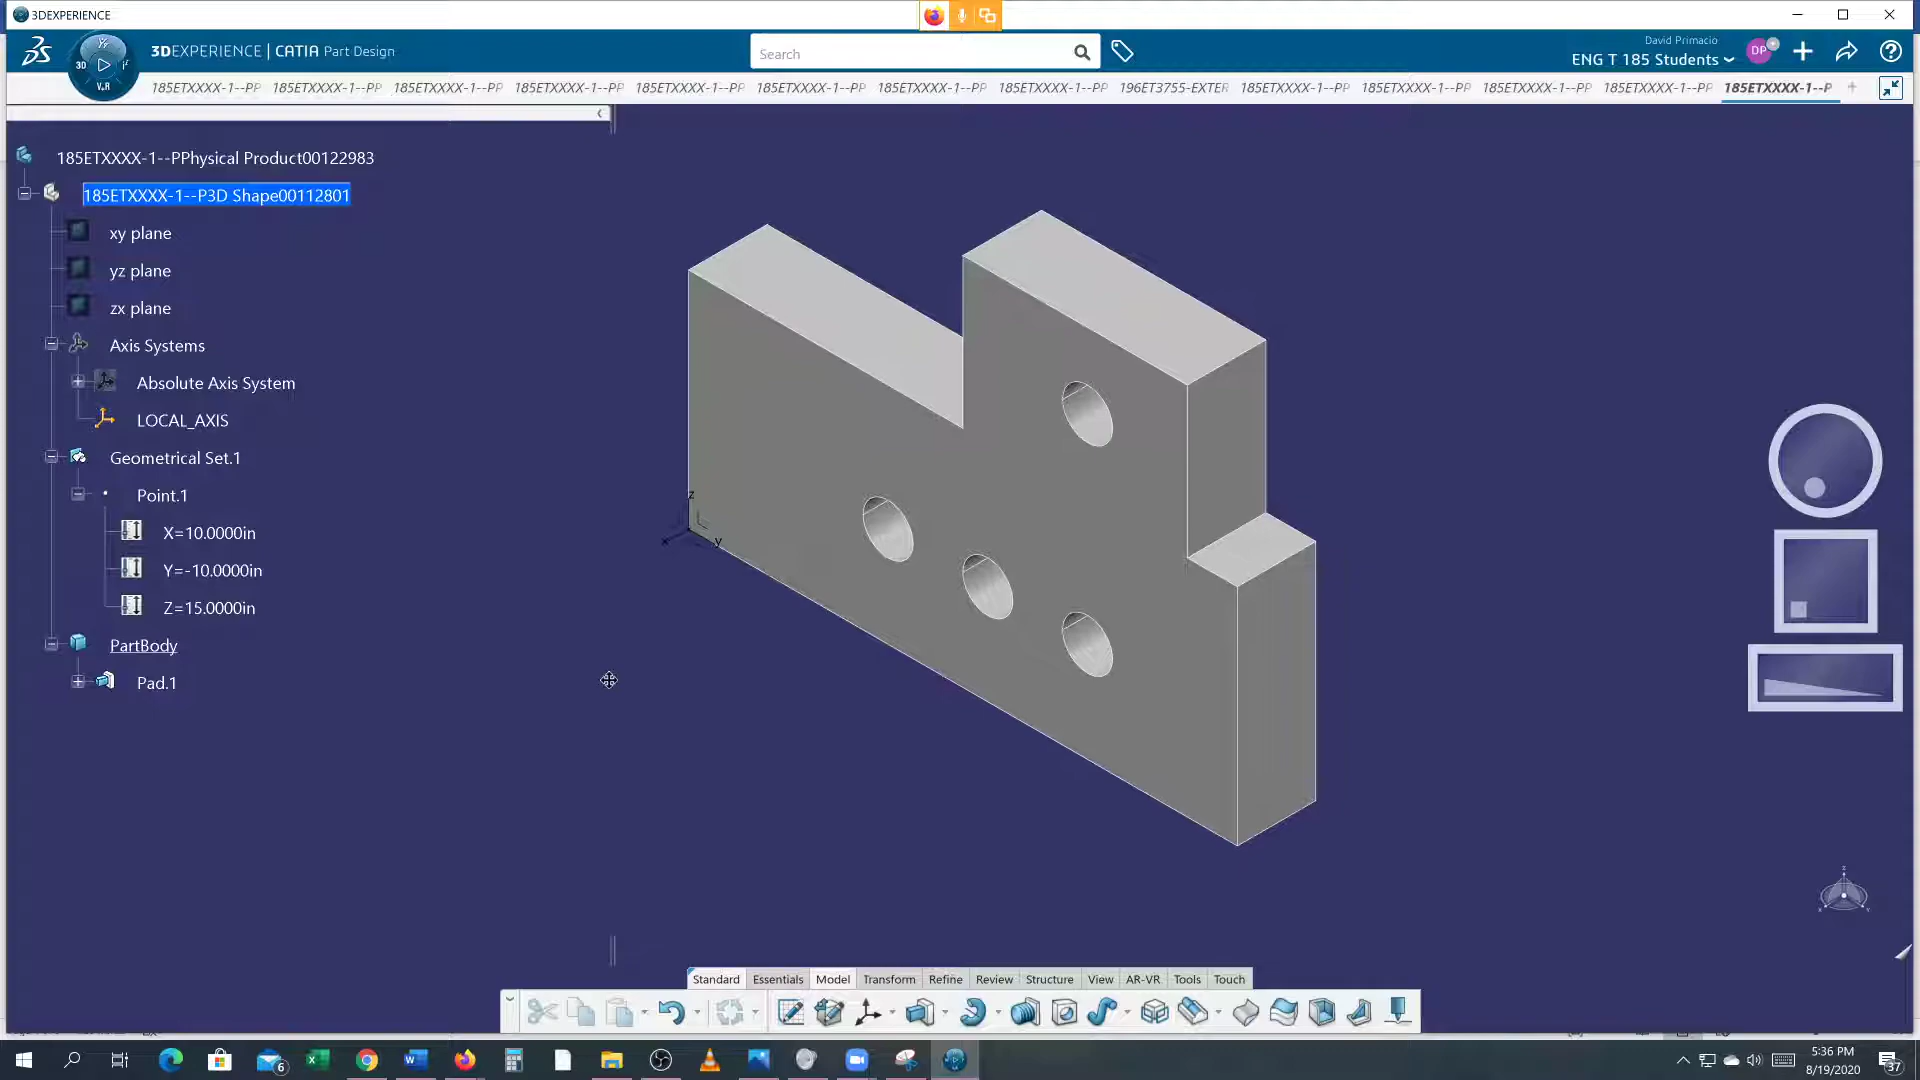 3DEXPERIENCE
3DEXPERIENCE | CATIA Part Design
Search
David Primacio
ENG T 185 Students
DP
3D
V.R
185ETXXXX-1--PP 185ETXXXX-1--PP 185ETXXXX-1--PP 185ETXXXX-1--PP 185ETXXXX-1--PP 185ETXXXX-1--PP 185ETXXXX-1--PP 185ETXXXX-1--PP 196ET3755-EXTER 185ETXXXX-1--PP 185ETXXXX-1--PP 185ETXXXX-1--PP 185ETXXXX-1--PP 185ETXXXX-1--P
185ETXXXX-1--PPhysical Product00122983
185ETXXXX-1--P3D Shape00112801
xy plane
yz plane
zx plane
Axis Systems
Absolute Axis System
LOCAL_AXIS
Geometrical Set.1
Point.1
X=10.0000in
Y=-10.0000in
Z=15.0000in
PartBody
Pad.1
z
x
y
Standard Essentials Model Transform Refine Review Structure View AR-VR Tools Touch
6
5:36 PM
8/19/2020
37